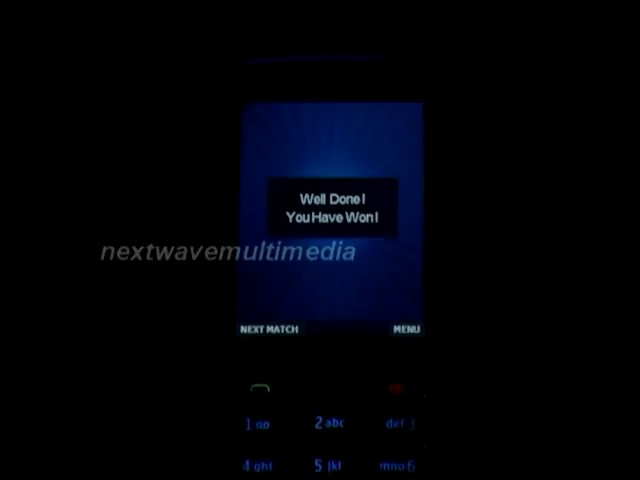 Well Done!
You Have Won!
nextwavemultimedia
NEXT MATCH
MENU
1
2 abc
def 3
4 ghi
5 jkl
mno 6